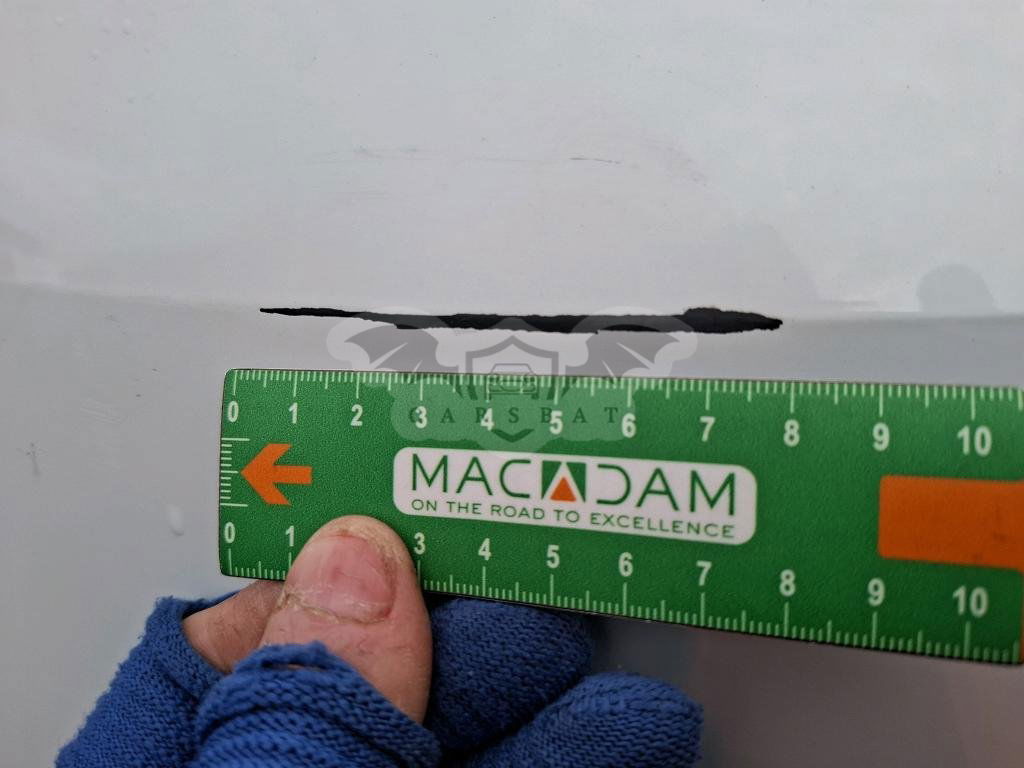 CARSBAT
0 1 2 3 4 5 6 7 8 9 10
MACADAM
ON THE ROAD TO EXCELLENCE
0 1 3 4 5 6 7 8 9 10